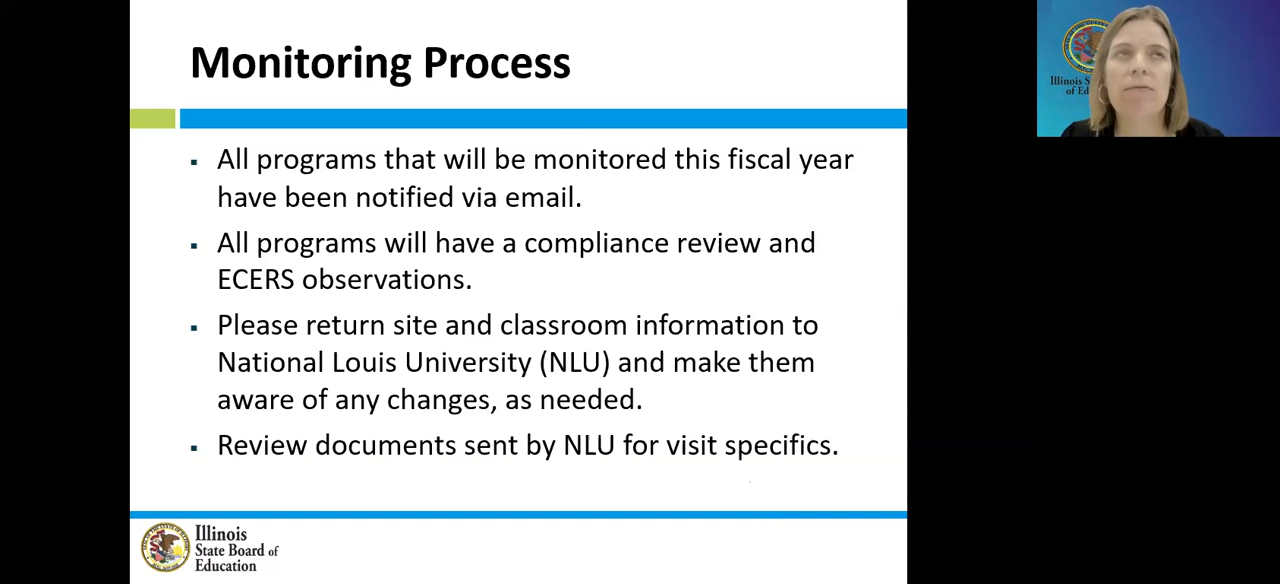 Monitoring Process
▪ All programs that will be monitored this fiscal year
have been notified via email.
▪ All programs will have a compliance review and
ECERS observations.
▪ Please return site and classroom information to
National Louis University (NLU) and make them
aware of any changes, as needed.
▪ Review documents sent by NLU for visit specifics.
Illinois
State Board of
Education
Illinois
of